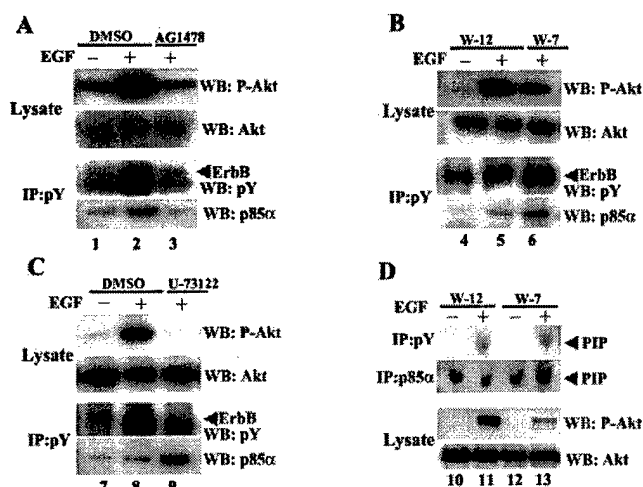 A
DMSO AG1478
EGF − + +
Lysate
WB: P-Akt
WB: Akt
IP:pY
ErbB
WB: pY
WB: p85α
1 2 3
B
W-12 W-7
EGF − + +
Lysate
WB: P-Akt
WB: Akt
IP:pY
ErbB
WB: pY
WB: p85α
4 5 6
C
DMSO U-73122
EGF − + +
Lysate
WB: P-Akt
WB: Akt
IP:pY
ErbB
WB: pY
WB: p85α
7 8 9
D
W-12 W-7
EGF − + − +
IP:pY PIP
IP:p85α PIP
Lysate
WB: P-Akt
WB: Akt
10 11 12 13